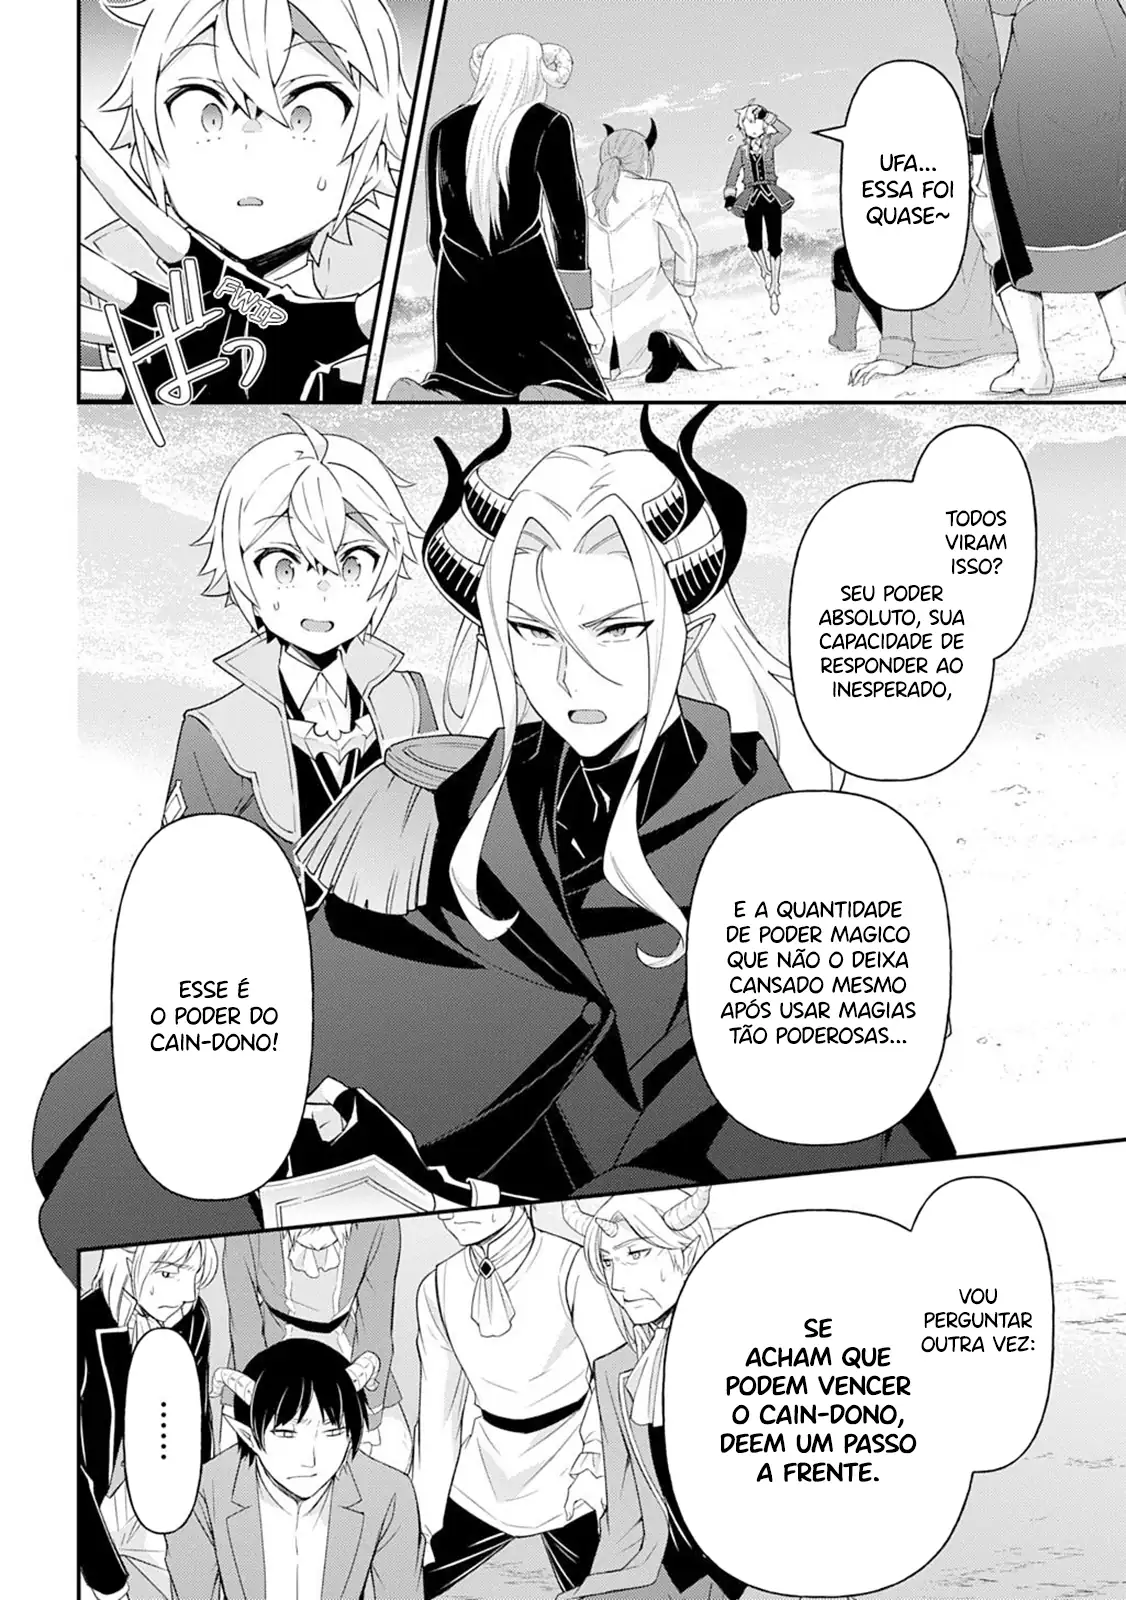 UFA...
ESSA FOI
QUASE~
FWIP
ばっ
TODOS
VIRAM
ISSO?
SEU PODER
ABSOLUTO, SUA
CAPACIDADE DE
RESPONDER AO
INESPERADO,
E A QUANTIDADE
DE PODER MAGICO
QUE NÃO O DEIXA
CANSADO MESMO
APÓS USAR MAGIAS
TÃO PODEROSAS...
ESSE É
O PODER DO
CAIN-DONO!
VOU
PERGUNTAR
OUTRA VEZ:
SE
ACHAM QUE
PODEM VENCER
O CAIN-DONO,
DEEM UM PASSO
A FRENTE.
......